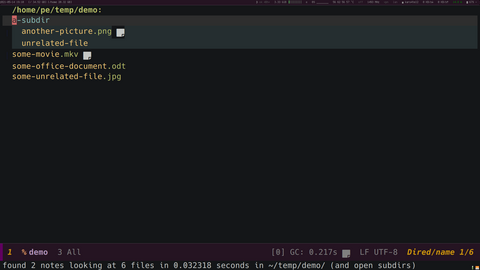 /home/pe/temp/demo:
a-subdir
another-picture.png
unrelated-file
some-movie.mkv
some-office-document.odt
some-unrelated-file.jpg
1 % demo 3 All [0] GC: 0.217s LF UTF-8 Dired/name 1/6
found 2 notes looking at 6 files in 0.032318 seconds in ~/temp/demo/ (and open subdirs)